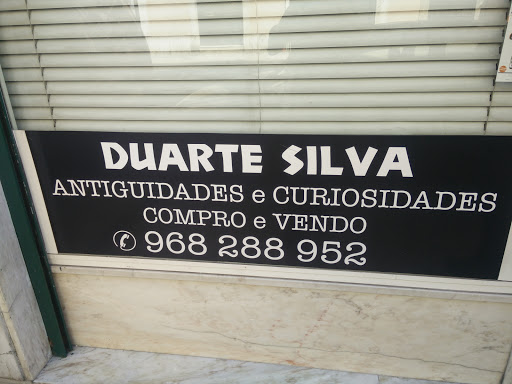 DUARTE SILVA
ANTIGUIDADES e CURIOSIDADES
COMPRO e VENDO
968 288 952